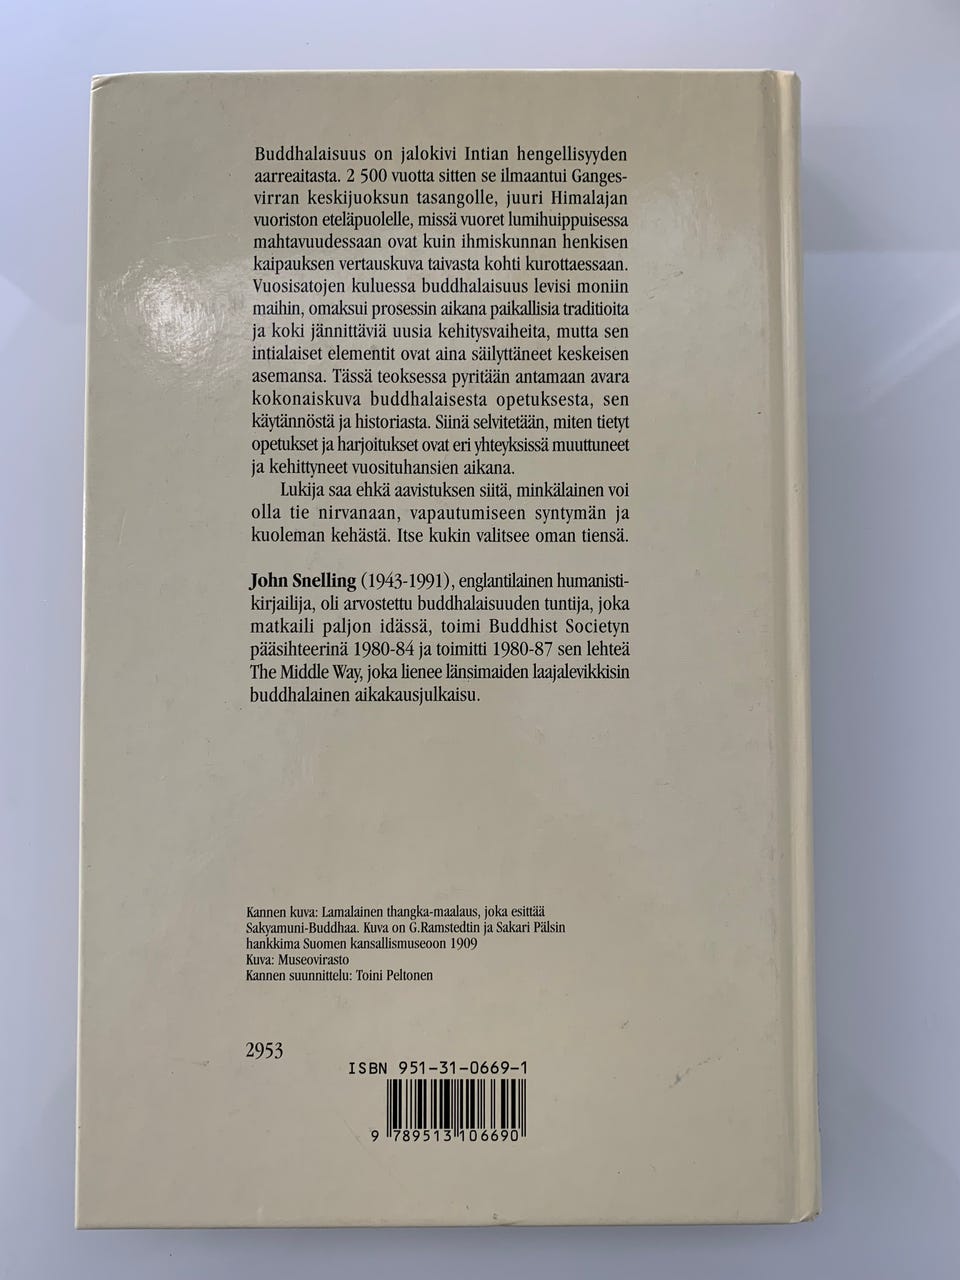 Buddhalaisuus on jalokivi Intian hengellisyyden
aarreaitasta. 2 500 vuotta sitten se ilmaantui Ganges-
virran keskijuoksun tasangolle, juuri Himalajan
vuoriston eteläpuolelle, missä vuoret lumihuippuisessa
mahtavuudessaan ovat kuin ihmiskunnan henkisen
kaipauksen vertauskuva taivasta kohti kurottaessaan.
Vuosisatojen kuluessa buddhalaisuus levisi moniin
maihin, omaksui prosessin aikana paikallisia traditioita
ja koki jännittäviä uusia kehitysvaiheita, mutta sen
intialaiset elementit ovat aina säilyttäneet keskeisen
asemansa. Tässä teoksessa pyritään antamaan avara
kokonaiskuva buddhalaisesta opetuksesta, sen
käytännöstä ja historiasta. Siinä selvitetään, miten tietyt
opetukset ja harjoitukset ovat eri yhteyksissä muuttuneet
ja kehittyneet vuosituhansien aikana.
Lukija saa ehkä aavistuksen siitä, minkälainen voi
olla tie nirvanaan, vapautumiseen syntymän ja
kuoleman kehästä. Itse kukin valitsee oman tiensä.
John Snelling (1943-1991), englantilainen humanisti-
kirjailija, oli arvostettu buddhalaisuuden tuntija, joka
matkaili paljon idässä, toimi Buddhist Societyn
pääsihteerinä 1980-84 ja toimitti 1980-87 sen lehteä
The Middle Way, joka lienee länsimaiden laajalevikkisin
buddhalainen aikakausjulkaisu.
Kannen kuva: Lamalainen thangka-maalaus, joka esittää
Sakyamuni-Buddhaa. Kuva on G.Ramstedtin ja Sakari Pälsin
hankkima Suomen kansallismuseoon 1909
Kuva: Museovirasto
Kannen suunnittelu: Toini Peltonen
2953
ISBN 951-31-0669-1
9 789513 106690